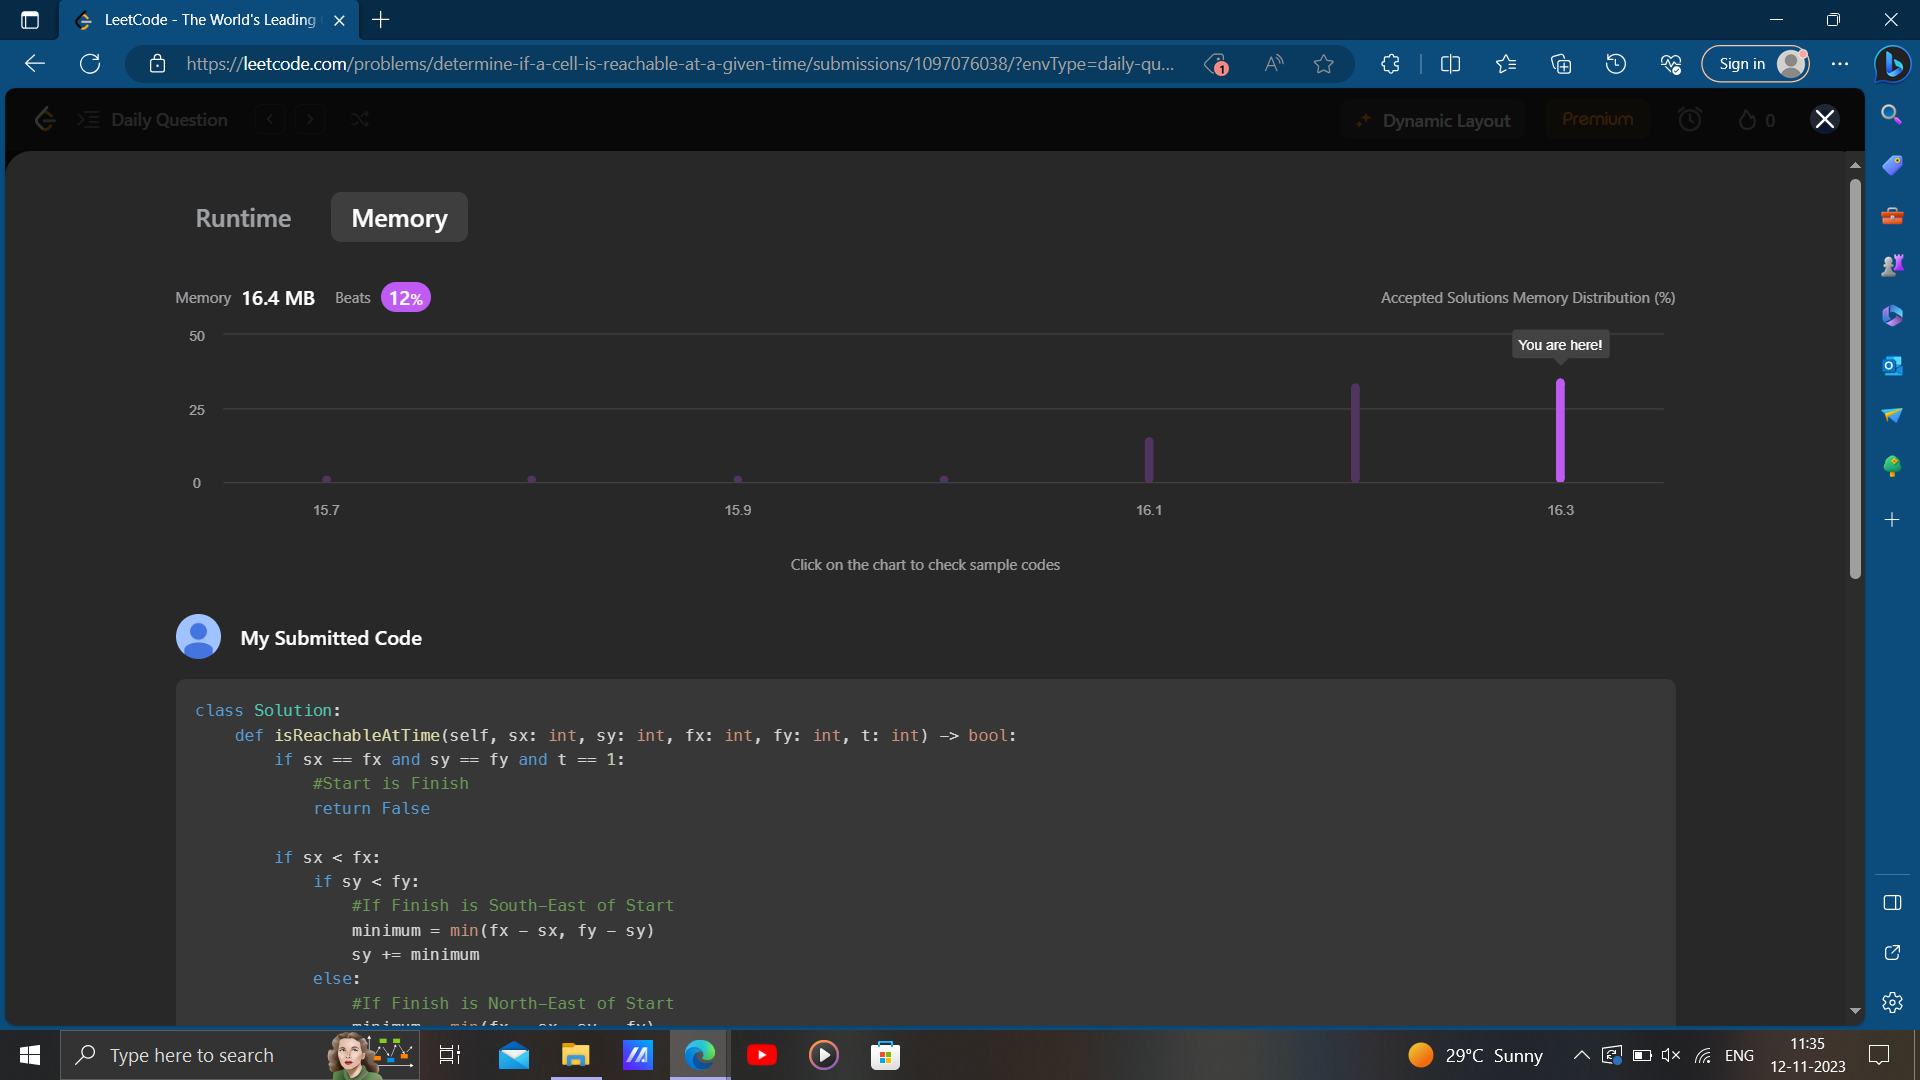 LeetCode - The World's Leading
https://leetcode.com/problems/determine-if-a-cell-is-reachable-at-a-given-time/submissions/1097076038/?envType=daily-qu...
1
Sign in
Daily Question
Dynamic Layout
Premium
0
Runtime
Memory
Memory 16.4 MB Beats 12%
Accepted Solutions Memory Distribution (%)
50
You are here!
25
0
15.7 15.9 16.1 16.3
Click on the chart to check sample codes
My Submitted Code
class Solution:
    def isReachableAtTime(self, sx: int, sy: int, fx: int, fy: int, t: int) -> bool:
        if sx == fx and sy == fy and t == 1:
            #Start is Finish
            return False
        if sx < fx:
            if sy < fy:
                #If Finish is South-East of Start
                minimum = min(fx - sx, fy - sy)
                sy += minimum
            else:
                #If Finish is North-East of Start
                minimum = min(fx - sx, sy - fy)
Type here to search
29°C Sunny
ENG
11:35
12-11-2023